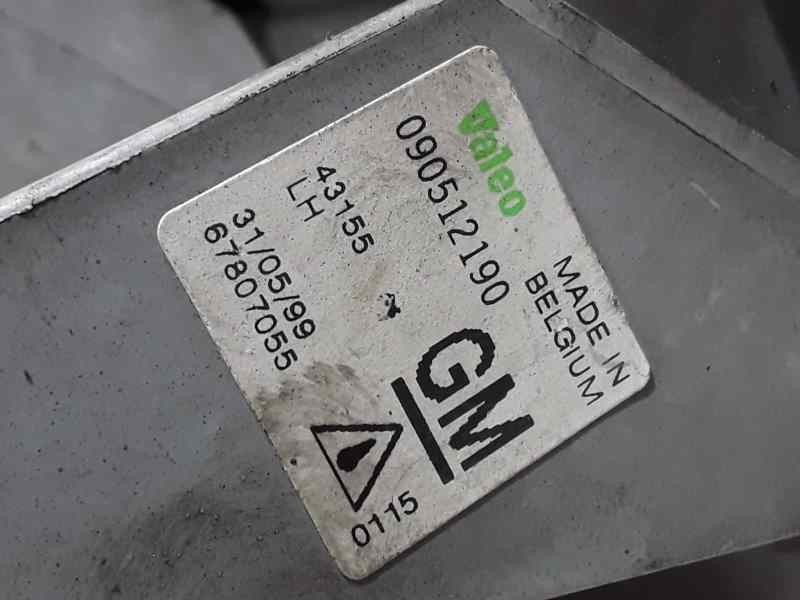 Valeo
MADE IN
BELGIUM
090512190
GM
43155
LH
31/05/99
67807055
0115